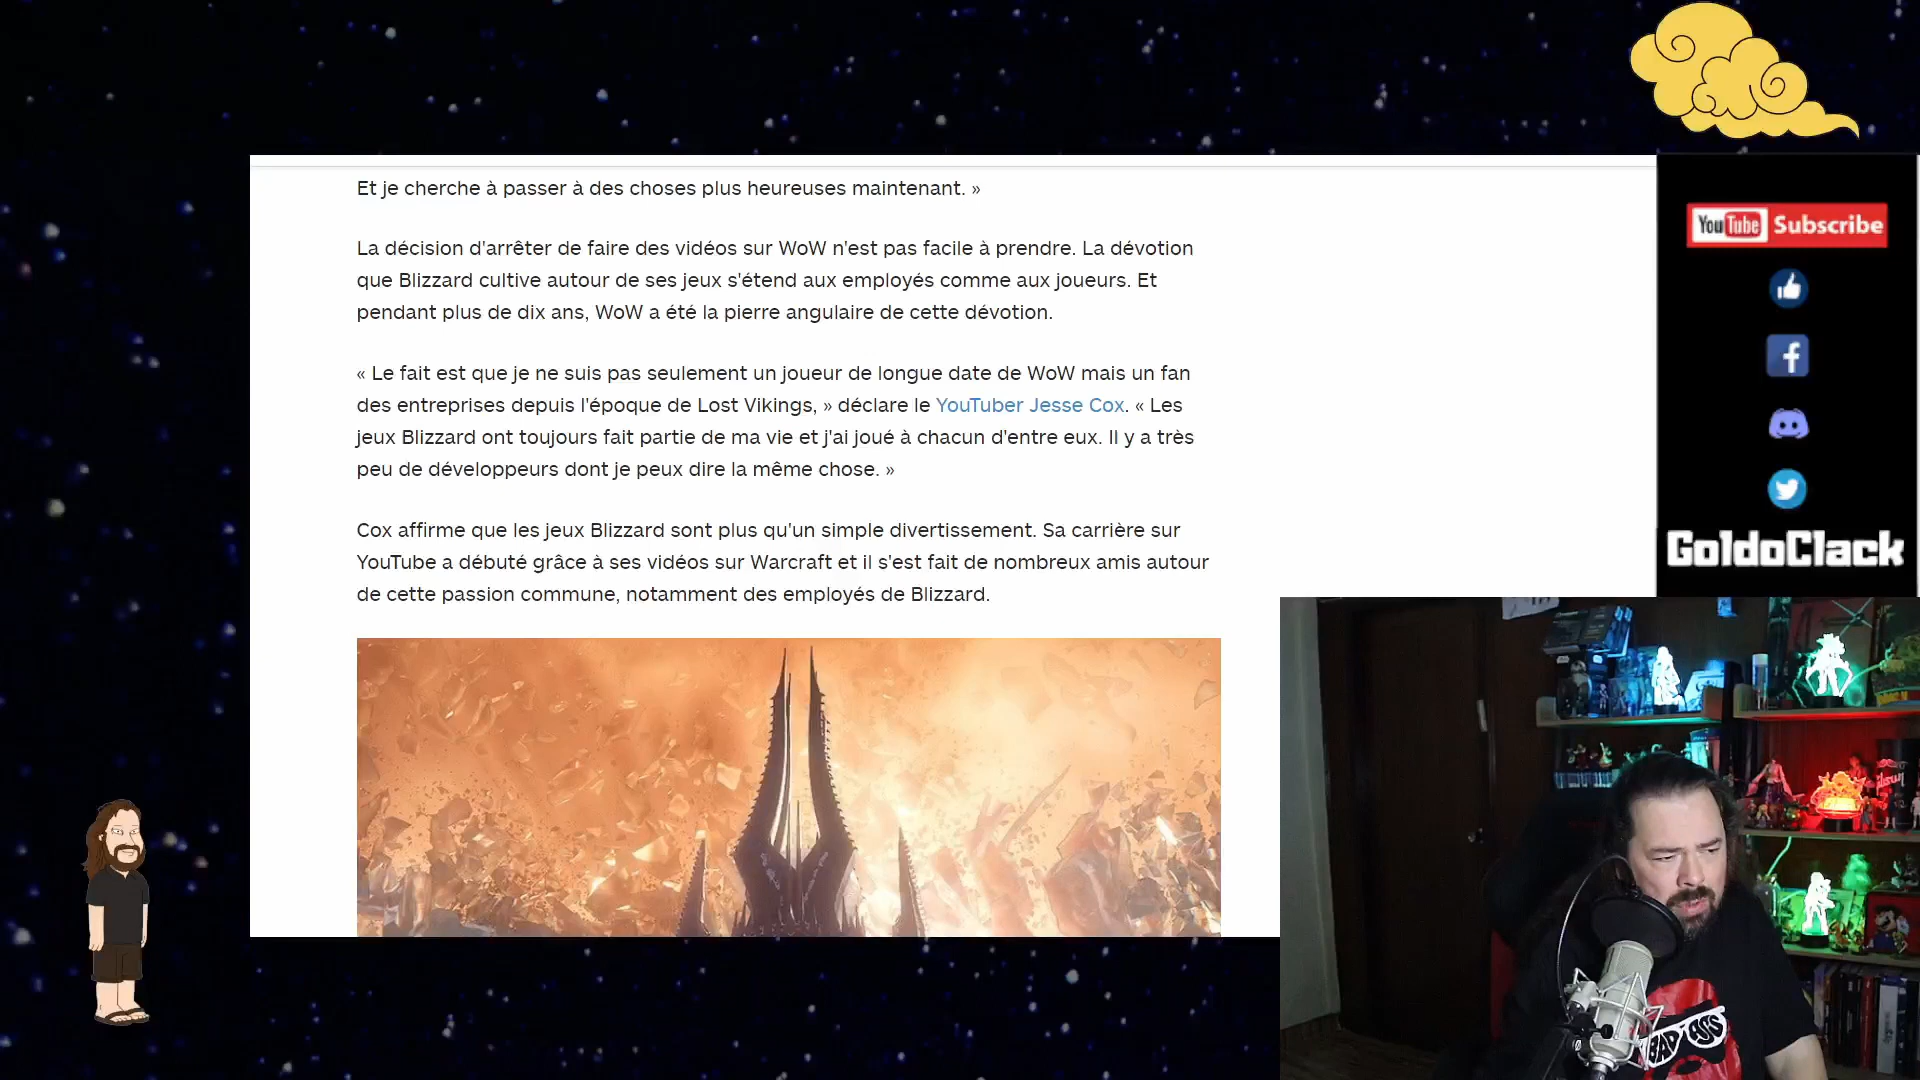 Et je cherche à passer à des choses plus heureuses maintenant. »
La décision d'arrêter de faire des vidéos sur WoW n'est pas facile à prendre. La dévotion
que Blizzard cultive autour de ses jeux s'étend aux employés comme aux joueurs. Et
pendant plus de dix ans, WoW a été la pierre angulaire de cette dévotion.
« Le fait est que je ne suis pas seulement un joueur de longue date de WoW mais un fan
des entreprises depuis l'époque de Lost Vikings, » déclare le YouTuber Jesse Cox. « Les
jeux Blizzard ont toujours fait partie de ma vie et j'ai joué à chacun d'entre eux. Il y a très
peu de développeurs dont je peux dire la même chose. »
Cox affirme que les jeux Blizzard sont plus qu'un simple divertissement. Sa carrière sur
YouTube a débuté grâce à ses vidéos sur Warcraft et il s'est fait de nombreux amis autour
de cette passion commune, notamment des employés de Blizzard.
YouTube Subscribe
GoldoClack
BAD ASS